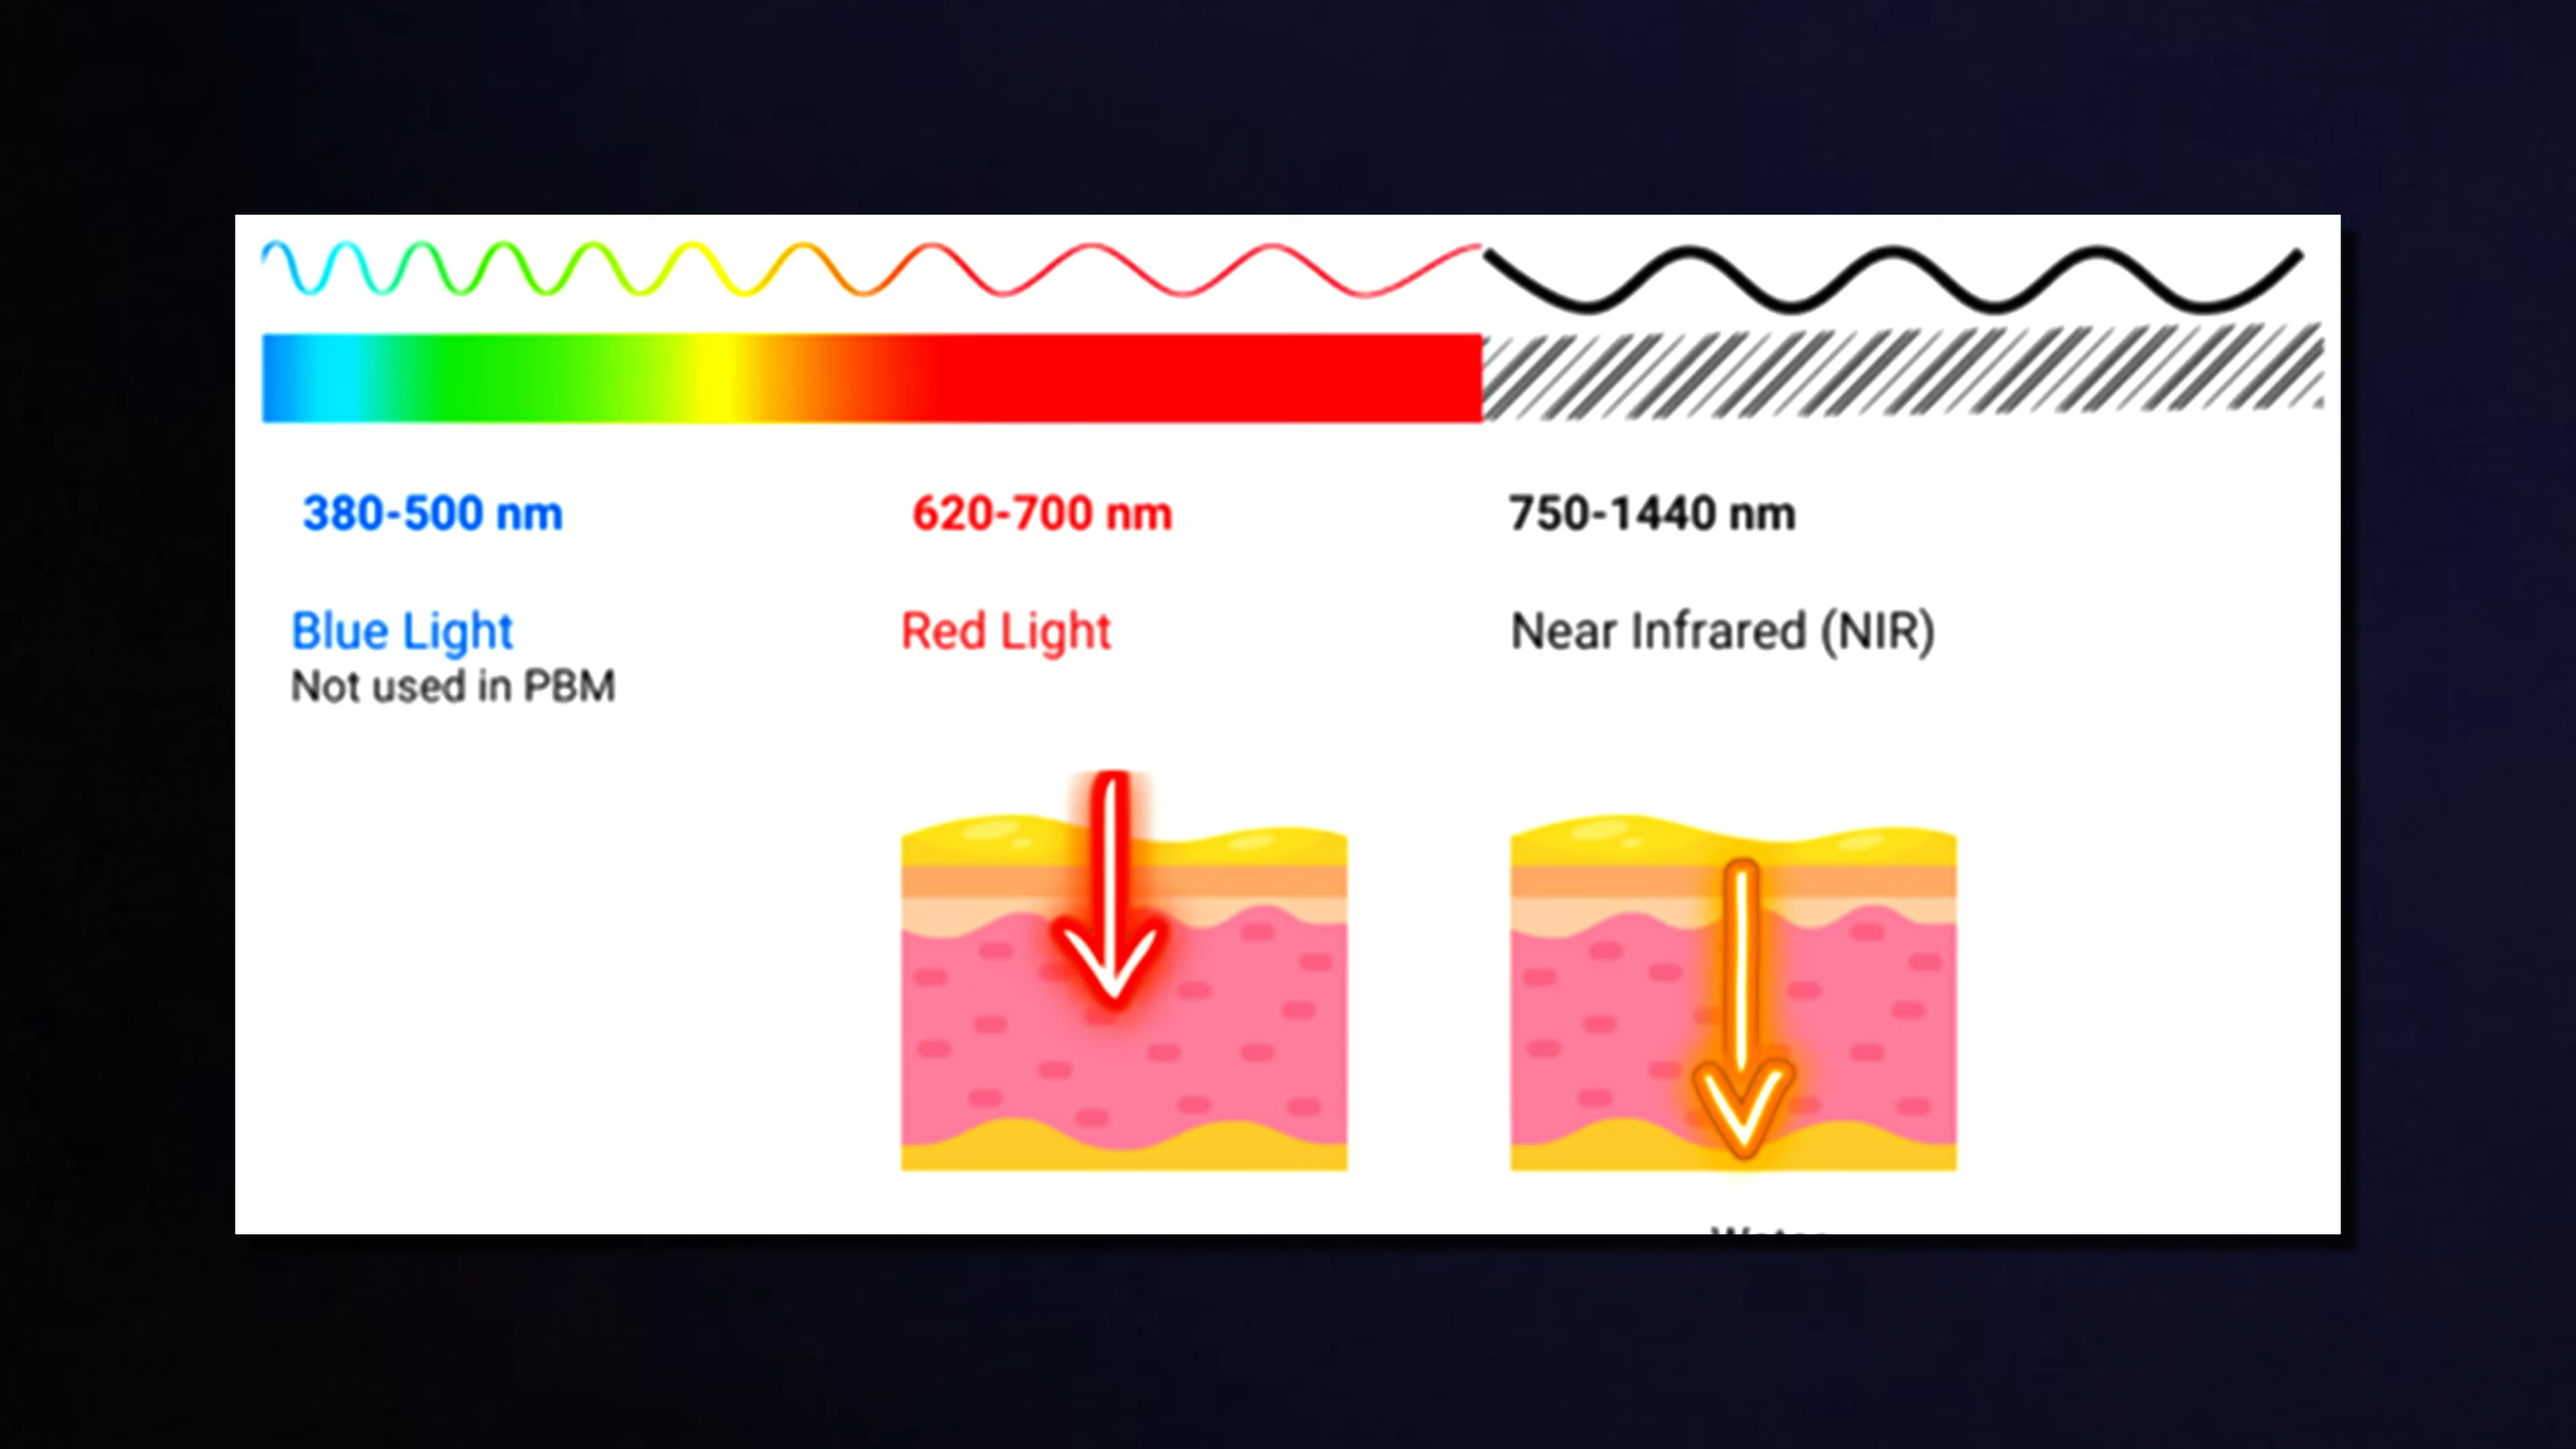 380-500 nm
620-700 nm
750-1440 nm
Blue Light
Red Light
Near Infrared (NIR)
Not used in PBM